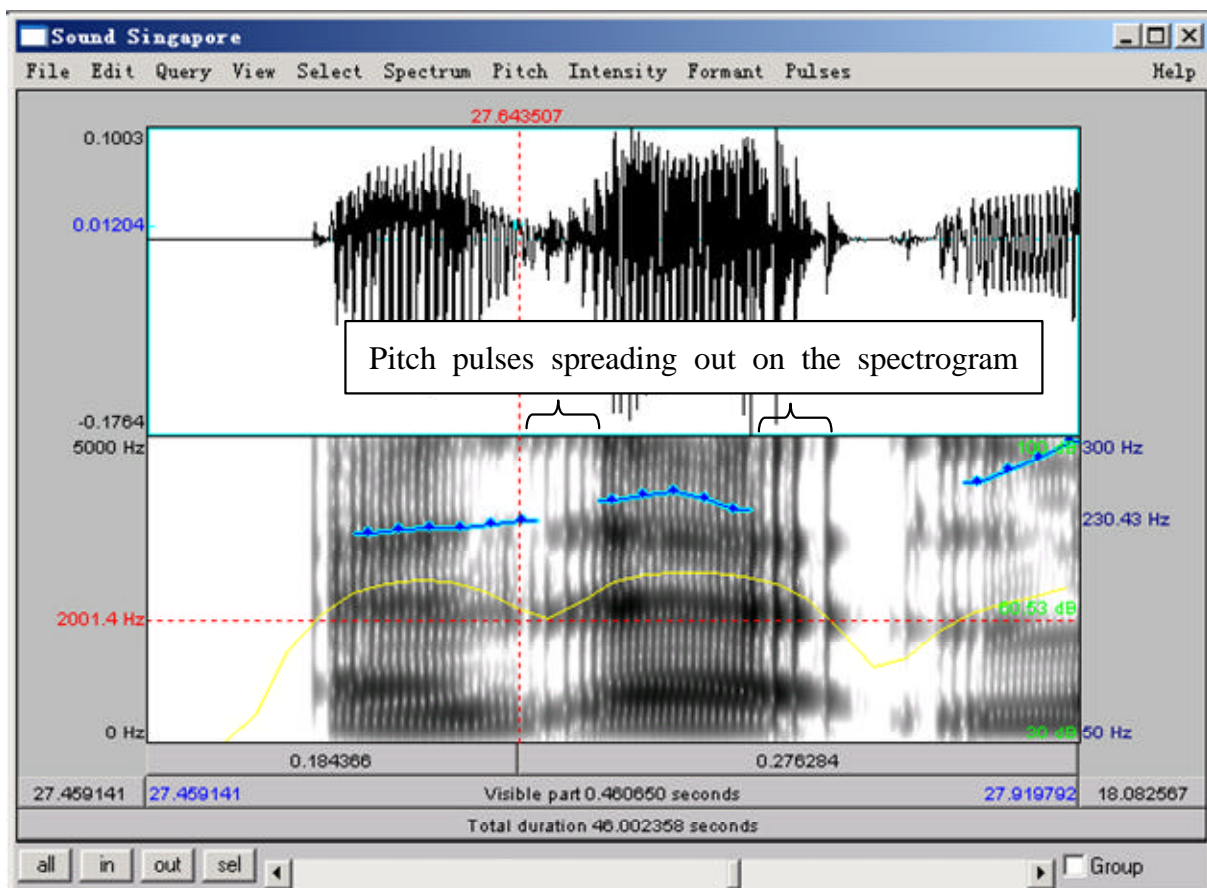 Sound Singapore
File Edit Query View Select Spectrum Pitch Intensity Formant Pulses Help
27.643507
0.1003
0.01204
Pitch pulses spreading out on the spectrogram
-0.1764
5000 Hz 100 dB 300 Hz
230.43 Hz
2001.4 Hz 60.53 dB
0 Hz 30 dB 50 Hz
0.184366 0.276284
27.459141 27.459141 Visible part 0.460650 seconds 27.919792 18.082567
Total duration 46.002358 seconds
all in out sel Group